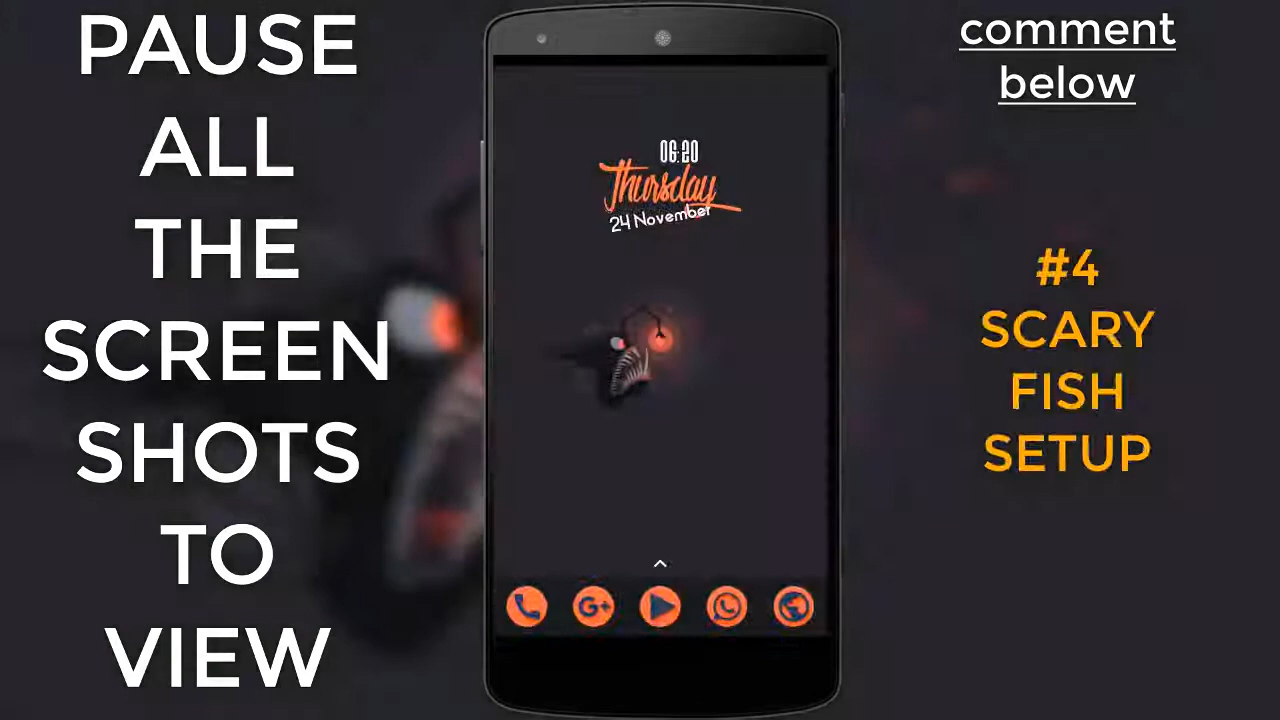 PAUSE
ALL
THE
SCREEN
SHOTS
TO
VIEW
06:20
Thursday
24 November
G+
comment
below
#4
SCARY
FISH
SETUP